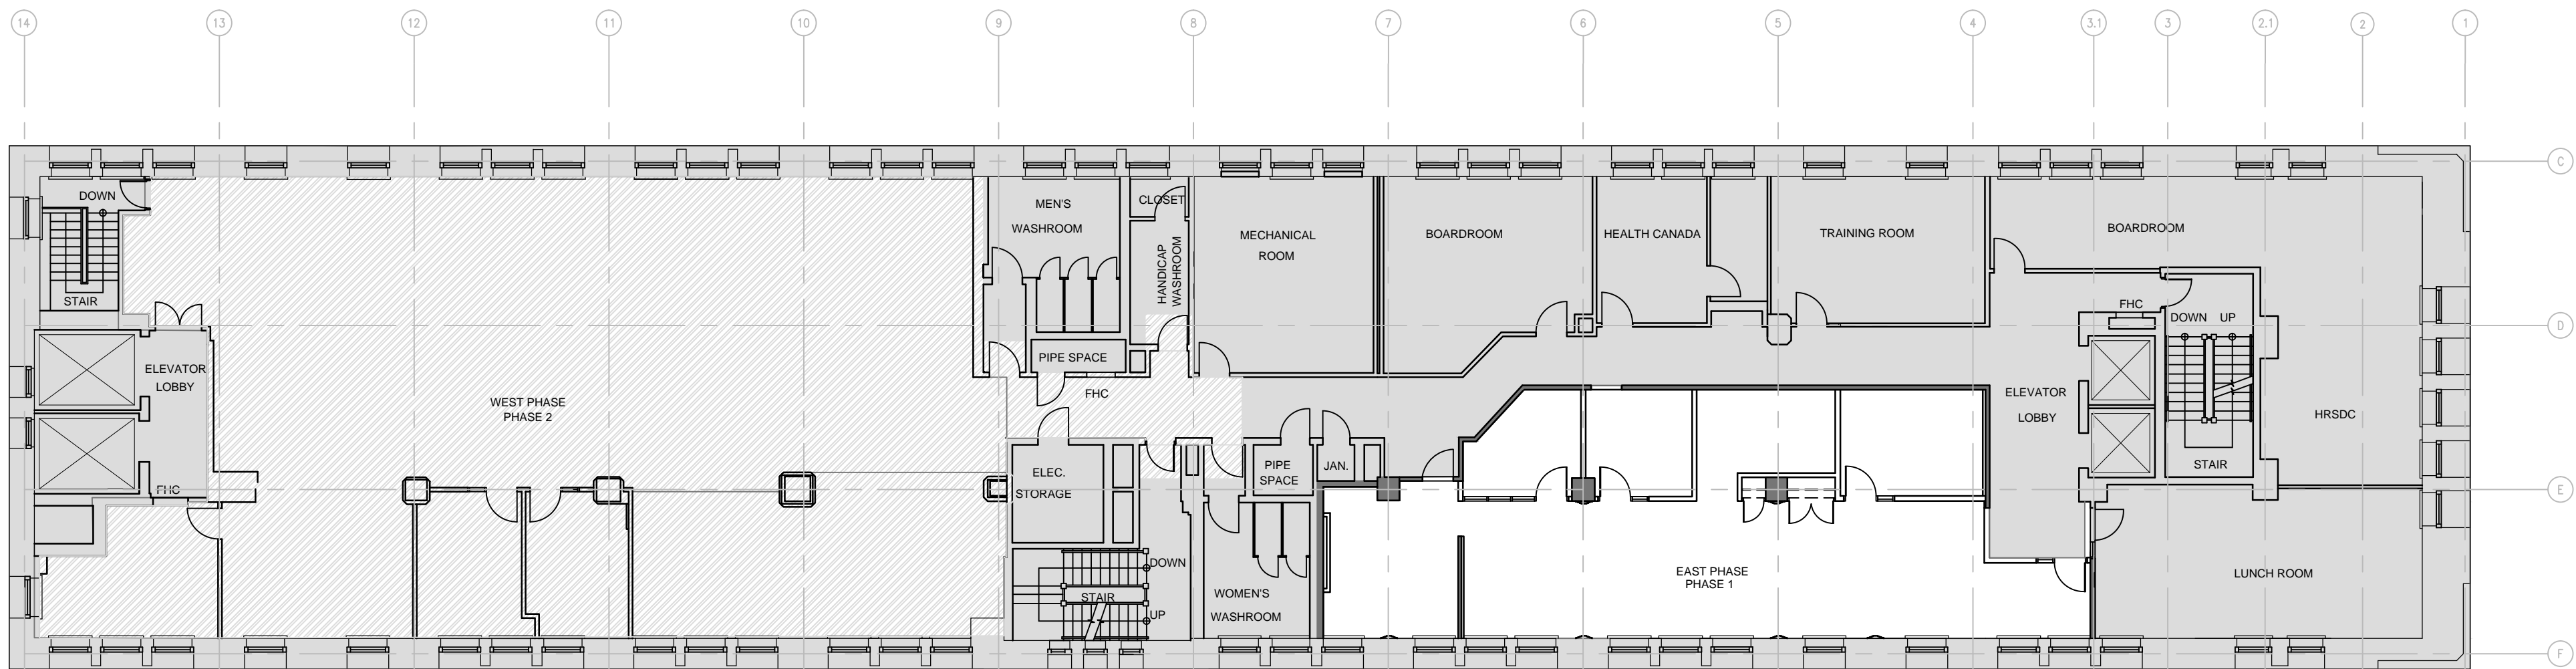 14 13 12 11 10 9 8 7 6 5 4 3.1 3 2.1 2 1
C
DOWN
MEN'S
WASHROOM
CLOSET
HANDICAP
WASHROOM
MECHANICAL
ROOM
BOARDROOM
HEALTH CANADA
TRAINING ROOM
BOARDROOM
STAIR
FHC
DOWN UP
D
ELEVATOR
LOBBY
PIPE SPACE
FHC
WEST PHASE
PHASE 2
ELEVATOR
LOBBY
HRSDC
FHC
ELEC.
STORAGE
PIPE
SPACE
JAN.
STAIR
E
DOWN
STAIR
UP
WOMEN'S
WASHROOM
EAST PHASE
PHASE 1
LUNCH ROOM
F